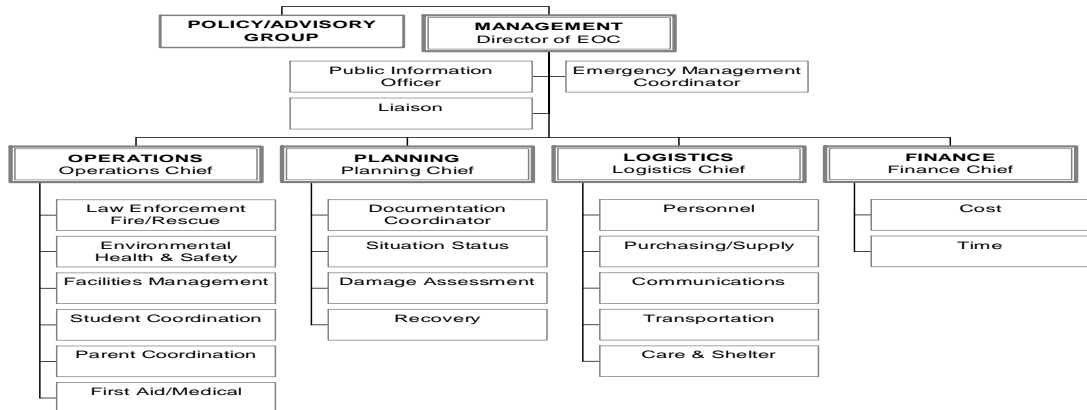 POLICY/ADVISORY
GROUP
MANAGEMENT
Director of EOC
Public Information
Officer
Emergency Management
Coordinator
Liaison
OPERATIONS
Operations Chief
PLANNING
Planning Chief
LOGISTICS
Logistics Chief
FINANCE
Finance Chief
Law Enforcement
Fire/Rescue
Environmental
Health & Safety
Facilities Management
Student Coordination
Parent Coordination
First Aid/Medical
Documentation
Coordinator
Situation Status
Damage Assessment
Recovery
Personnel
Purchasing/Supply
Communications
Transportation
Care & Shelter
Cost
Time